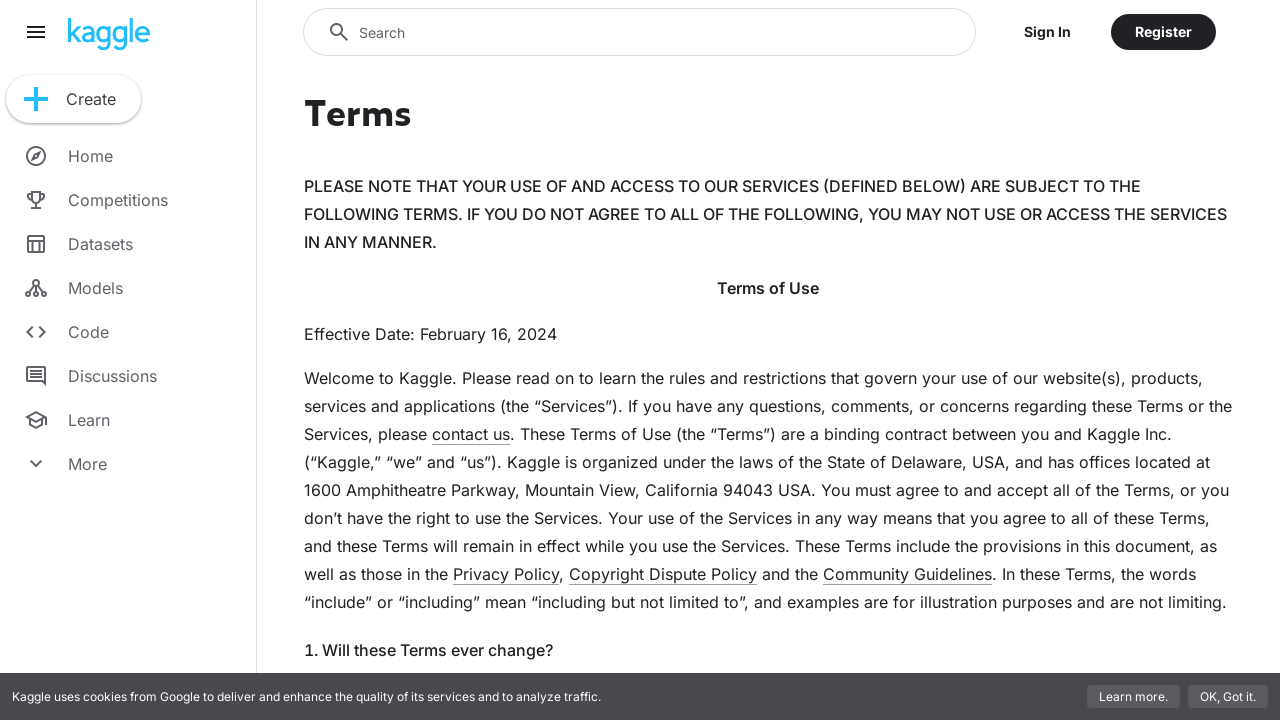 kaggle
Search
Sign In
Register
Create
Home
Competitions
Datasets
Models
Code
Discussions
Learn
More
Terms
PLEASE NOTE THAT YOUR USE OF AND ACCESS TO OUR SERVICES (DEFINED BELOW) ARE SUBJECT TO THE
FOLLOWING TERMS. IF YOU DO NOT AGREE TO ALL OF THE FOLLOWING, YOU MAY NOT USE OR ACCESS THE SERVICES
IN ANY MANNER.
Terms of Use
Effective Date: February 16, 2024
Welcome to Kaggle. Please read on to learn the rules and restrictions that govern your use of our website(s), products,
services and applications (the “Services”). If you have any questions, comments, or concerns regarding these Terms or the
Services, please contact us. These Terms of Use (the “Terms”) are a binding contract between you and Kaggle Inc.
(“Kaggle,” “we” and “us”). Kaggle is organized under the laws of the State of Delaware, USA, and has offices located at
1600 Amphitheatre Parkway, Mountain View, California 94043 USA. You must agree to and accept all of the Terms, or you
don’t have the right to use the Services. Your use of the Services in any way means that you agree to all of these Terms,
and these Terms will remain in effect while you use the Services. These Terms include the provisions in this document, as
well as those in the Privacy Policy, Copyright Dispute Policy and the Community Guidelines. In these Terms, the words
“include” or “including” mean “including but not limited to”, and examples are for illustration purposes and are not limiting.
1. Will these Terms ever change?
Kaggle uses cookies from Google to deliver and enhance the quality of its services and to analyze traffic.
Learn more.
OK, Got it.